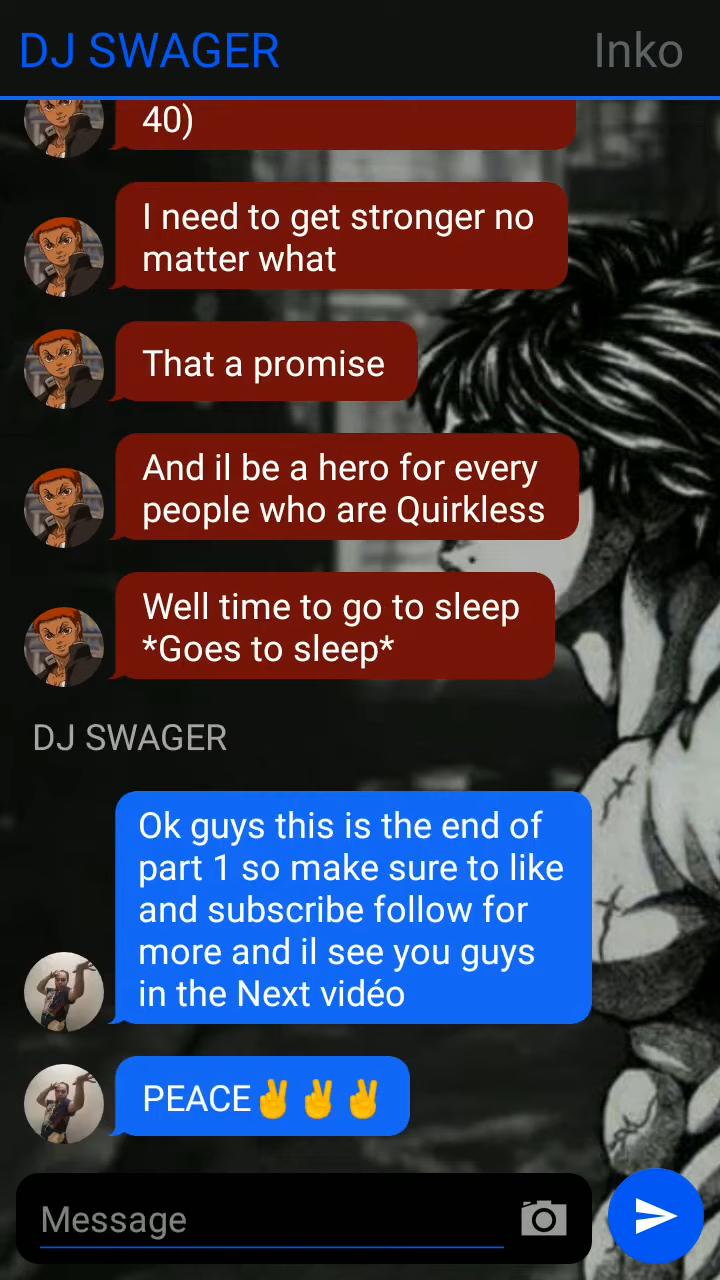 DJ SWAGER Inko
40)
I need to get stronger no
matter what
That a promise
And il be a hero for every
people who are Quirkless
Well time to go to sleep
*Goes to sleep*
DJ SWAGER
Ok guys this is the end of
part 1 so make sure to like
and subscribe follow for
more and il see you guys
in the Next vidéo
PEACE✌️✌️✌️
Message